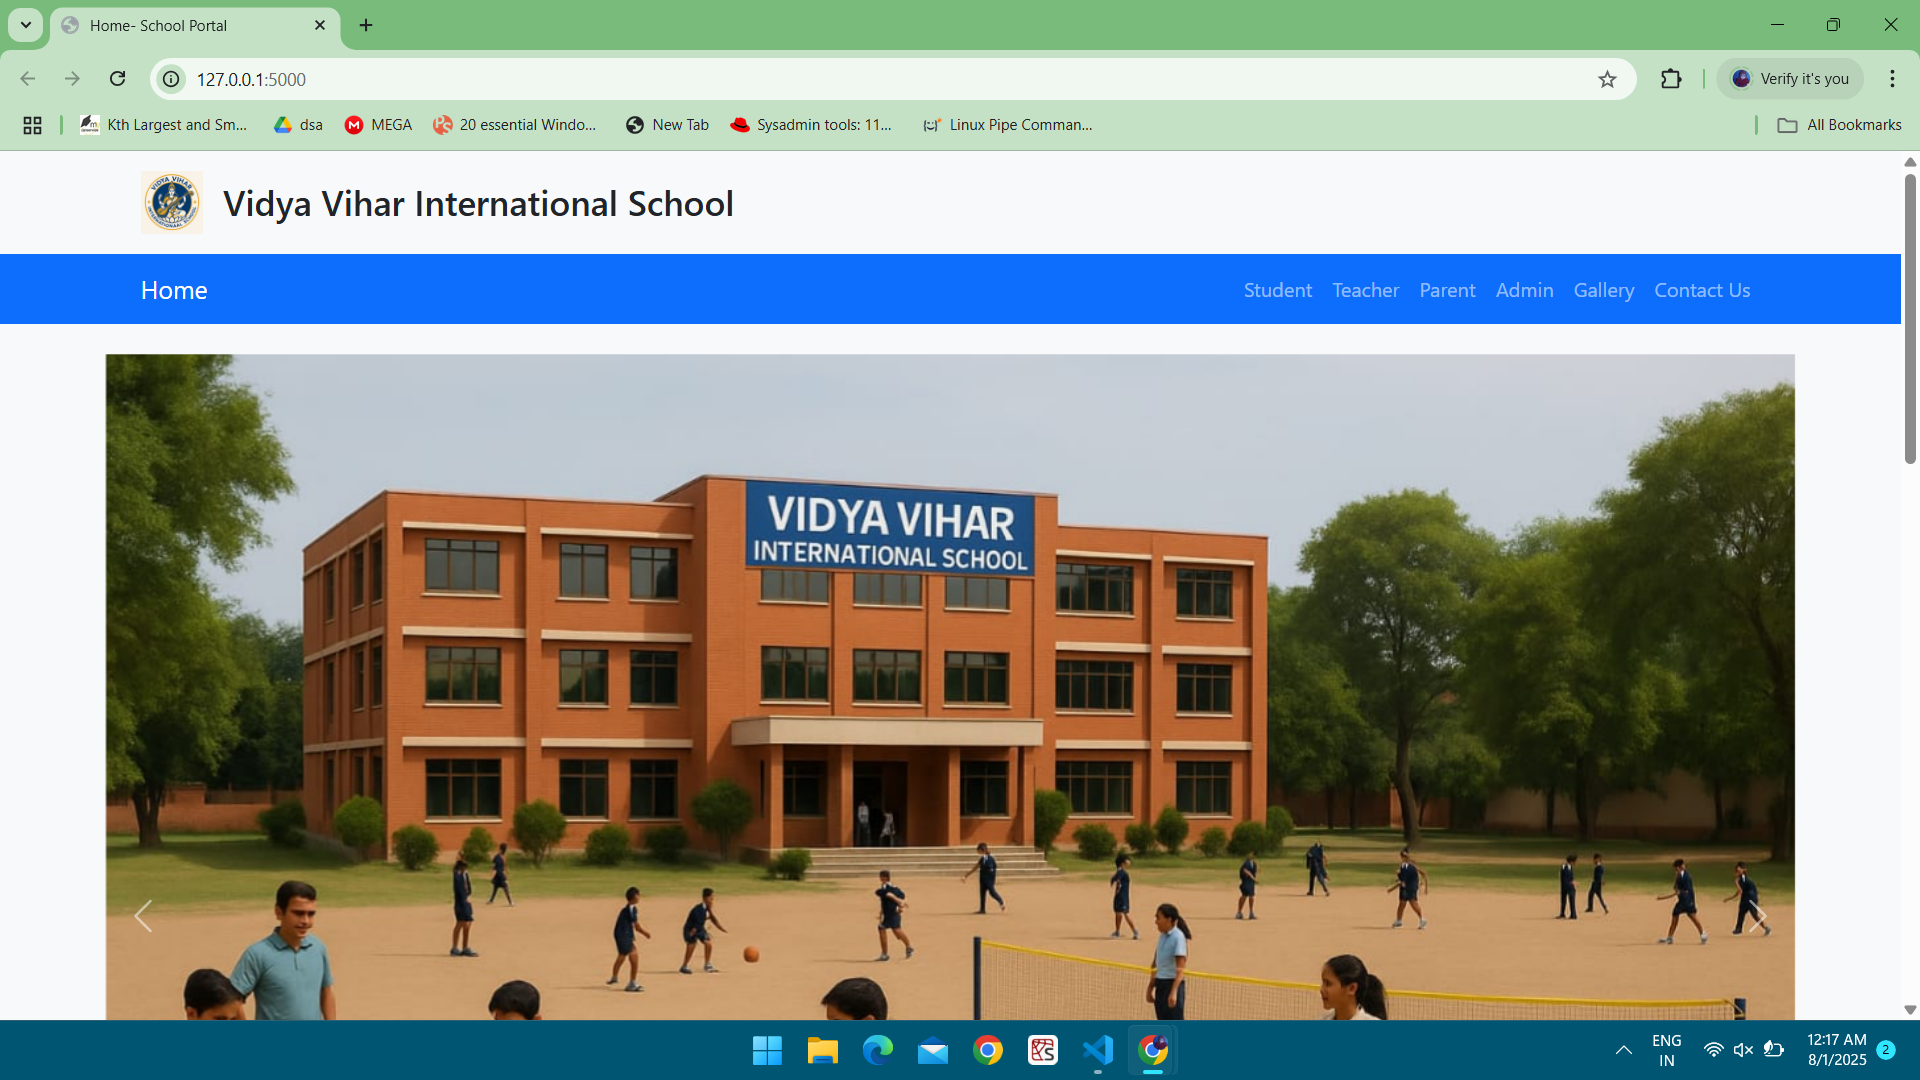 Home- School Portal
127.0.0.1:5000
Verify it's you
Kth Largest and Sm...
dsa
MEGA
20 essential Windo...
New Tab
Sysadmin tools: 11...
Linux Pipe Comman...
All Bookmarks
VIDYA VIHAR
Vidya Vihar International School
Home
Student
Teacher
Parent
Admin
Gallery
Contact Us
VIDYA VIHAR
INTERNATIONAL SCHOOL
ENG
IN
12:17 AM
8/1/2025
2